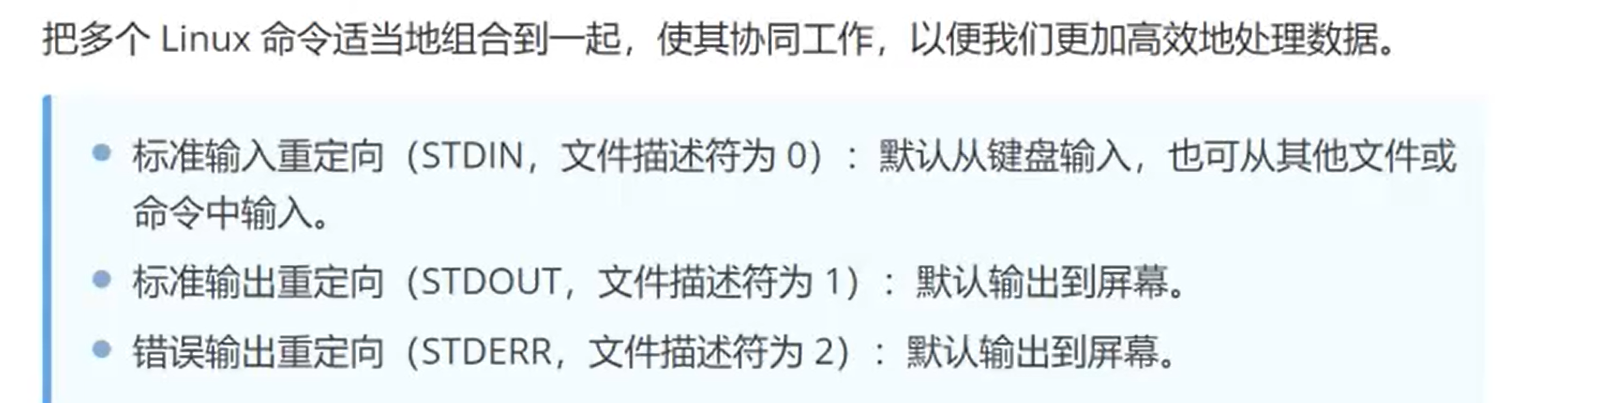 把多个 Linux 命令适当地组合到一起，使其协同工作，以便我们更加高效地处理数据。
标准输入重定向（STDIN，文件描述符为 0）：默认从键盘输入，也可从其他文件或
命令中输入。
标准输出重定向（STDOUT，文件描述符为 1）：默认输出到屏幕。
错误输出重定向（STDERR，文件描述符为 2）：默认输出到屏幕。